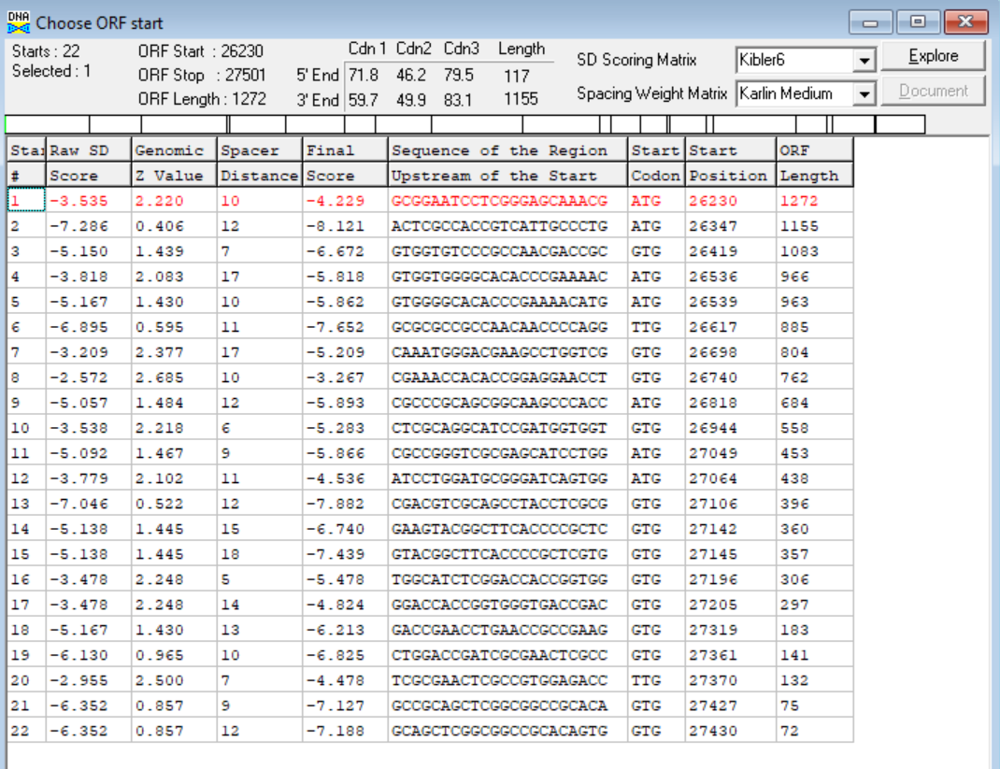 DNA Choose ORF start
Starts : 22 ORF Start : 26230 Cdn 1 Cdn2 Cdn3 Length SD Scoring Matrix Kibler6 Explore
Selected : 1 ORF Stop : 27501 5' End 71.8 46.2 79.5 117
ORF Length : 1272 3' End 59.7 49.9 83.1 1155 Spacing Weight Matrix Karlin Medium Document
Star Raw SD Genomic Spacer Final Sequence of the Region Start Start ORF
# Score Z Value Distance Score Upstream of the Start Codon Position Length
1 -3.535 2.220 10 -4.229 GCGGAATCCTCGGGAGCAAACG ATG 26230 1272
2 -7.286 0.406 12 -8.121 ACTCGCCACCGTCATTGCCCTG ATG 26347 1155
3 -5.150 1.439 7 -6.672 GTGGTGTCCCGCCAACGACCGC GTG 26419 1083
4 -3.818 2.083 17 -5.818 GTGGTGGGGCACACCCGAAAAC ATG 26536 966
5 -5.167 1.430 10 -5.862 GTGGGGCACACCCGAAAACATG ATG 26539 963
6 -6.895 0.595 11 -7.652 GCGCGCCGCCAACAACCCCAGG TTG 26617 885
7 -3.209 2.377 17 -5.209 CAAATGGGACGAAGCCTGGTCG GTG 26698 804
8 -2.572 2.685 10 -3.267 CGAAACCACACCGGAGGAACCT GTG 26740 762
9 -5.057 1.484 12 -5.893 CGCCCGCAGCGGCAAGCCCACC ATG 26818 684
10 -3.538 2.218 6 -5.283 CTCGCAGGCATCCGATGGTGGT GTG 26944 558
11 -5.092 1.467 9 -5.866 CGCCGGGTCGCGAGCATCCTGG ATG 27049 453
12 -3.779 2.102 11 -4.536 ATCCTGGATGCGGGATCAGTGG ATG 27064 438
13 -7.046 0.522 12 -7.882 CGACGTCGCAGCCTACCTCGCG GTG 27106 396
14 -5.138 1.445 15 -6.740 GAAGTACGGCTTCACCCCGCTC GTG 27142 360
15 -5.138 1.445 18 -7.439 GTACGGCTTCACCCCGCTCGTG GTG 27145 357
16 -3.478 2.248 5 -5.478 TGGCATCTCGGACCACCGGTGG GTG 27196 306
17 -3.478 2.248 14 -4.824 GGACCACCGGTGGGTGACCGAC GTG 27205 297
18 -5.167 1.430 13 -6.213 GACCGAACCTGAACCGCCGAAG GTG 27319 183
19 -6.130 0.965 10 -6.825 CTGGACCGATCGCGAACTCGCC GTG 27361 141
20 -2.955 2.500 7 -4.478 TCGCGAACTCGCCGTGGAGACC TTG 27370 132
21 -6.352 0.857 9 -7.127 GCCGCAGCTCGGCGGCCGCACA GTG 27427 75
22 -6.352 0.857 12 -7.188 GCAGCTCGGCGGCCGCACAGTG GTG 27430 72